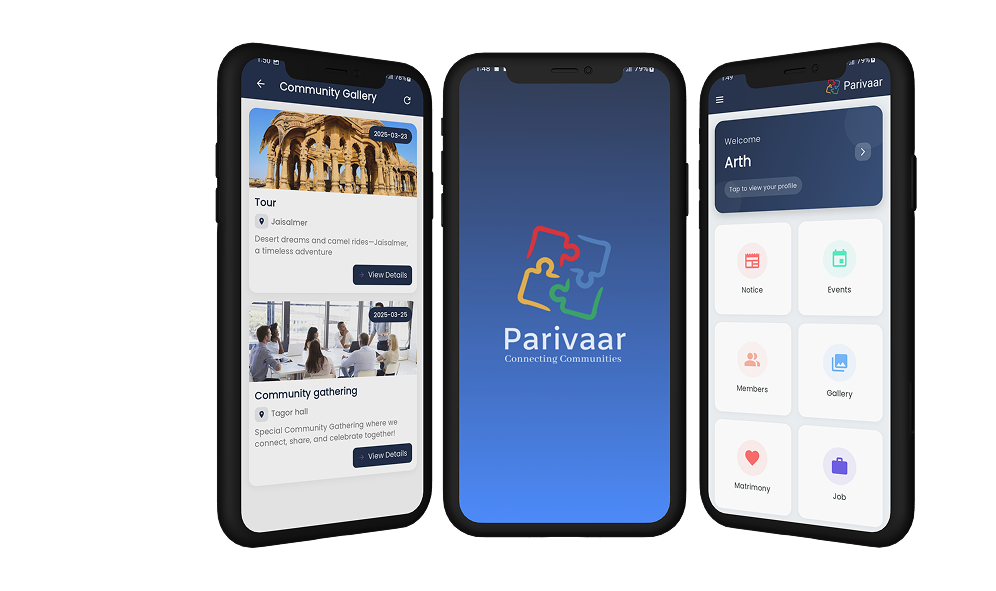 1:50
78%
Community Gallery
2025-03-23
Tour
Jaisalmer
Desert dreams and camel rides—Jaisalmer,
a timeless adventure
View Details
2025-03-25
Community gathering
Tagor hall
Special Community Gathering where we
connect, share, and celebrate together!
View Details
1:48
79%
Parivaar
Connecting Communities
1:49
79%
Parivaar
Welcome
Arth
Tap to view your profile
Notice
Events
Members
Gallery
Matrimony
Job